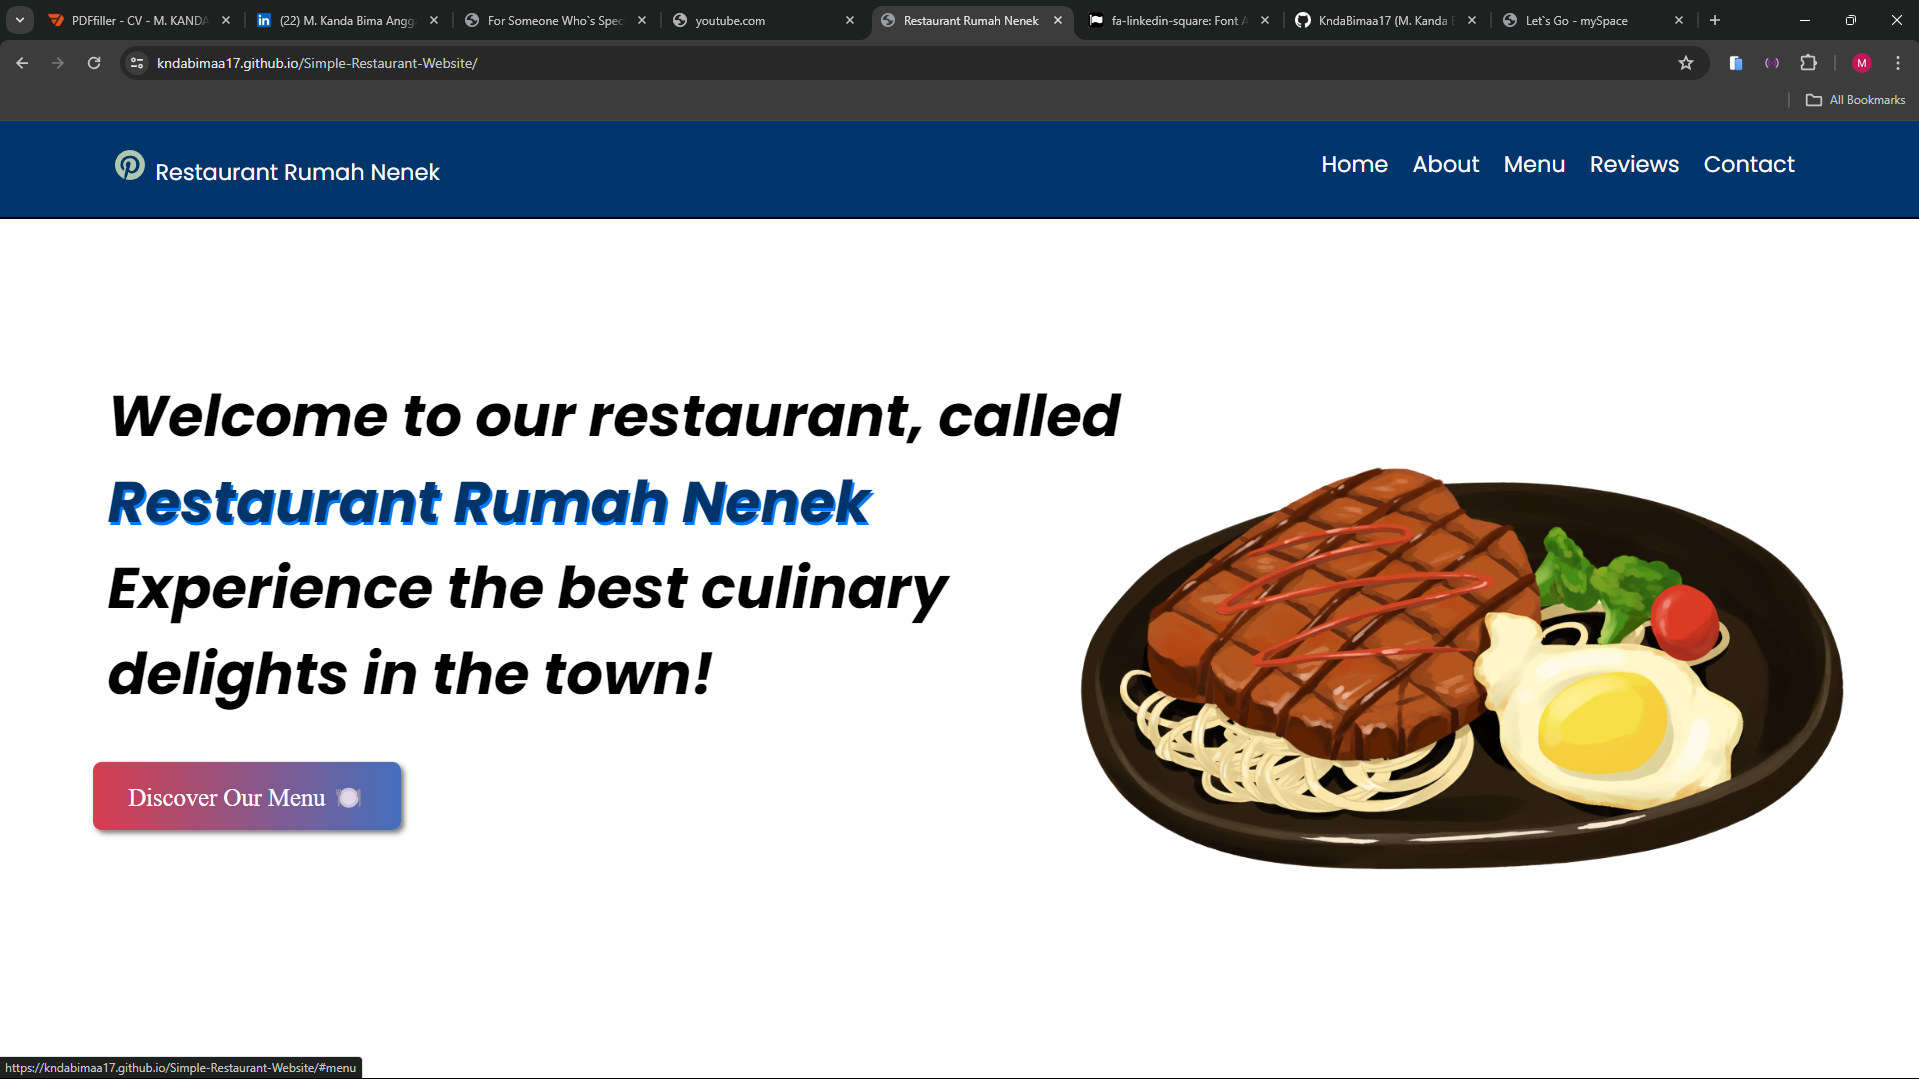 PDFfiller - CV - M. KANDA
(22) M. Kanda Bima Angg
For Someone Who`s Spec
youtube.com
Restaurant Rumah Nenek
fa-linkedin-square: Font A
KndaBimaa17 (M. Kanda B
Let`s Go - mySpace
kndabimaa17.github.io/Simple-Restaurant-Website/
M
All Bookmarks
Restaurant Rumah Nenek
Home About Menu Reviews Contact
Welcome to our restaurant, called
Restaurant Rumah Nenek
Experience the best culinary
delights in the town!
Discover Our Menu 🍽️
https://kndabimaa17.github.io/Simple-Restaurant-Website/#menu